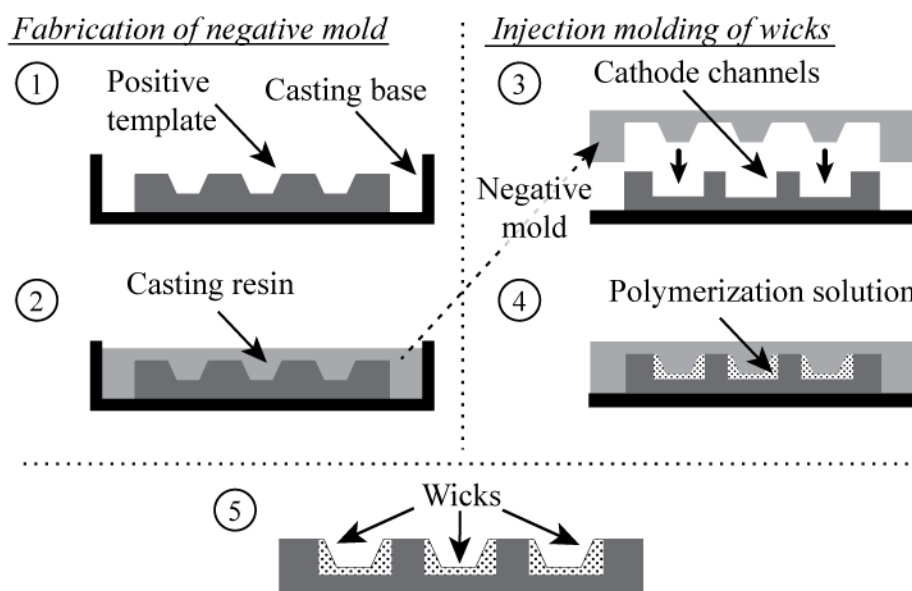 Fabrication of negative mold
1
Positive
template
Casting base
2
Casting resin
Injection molding of wicks
3
Cathode channels
Negative
mold
4
Polymerization solution
5
Wicks